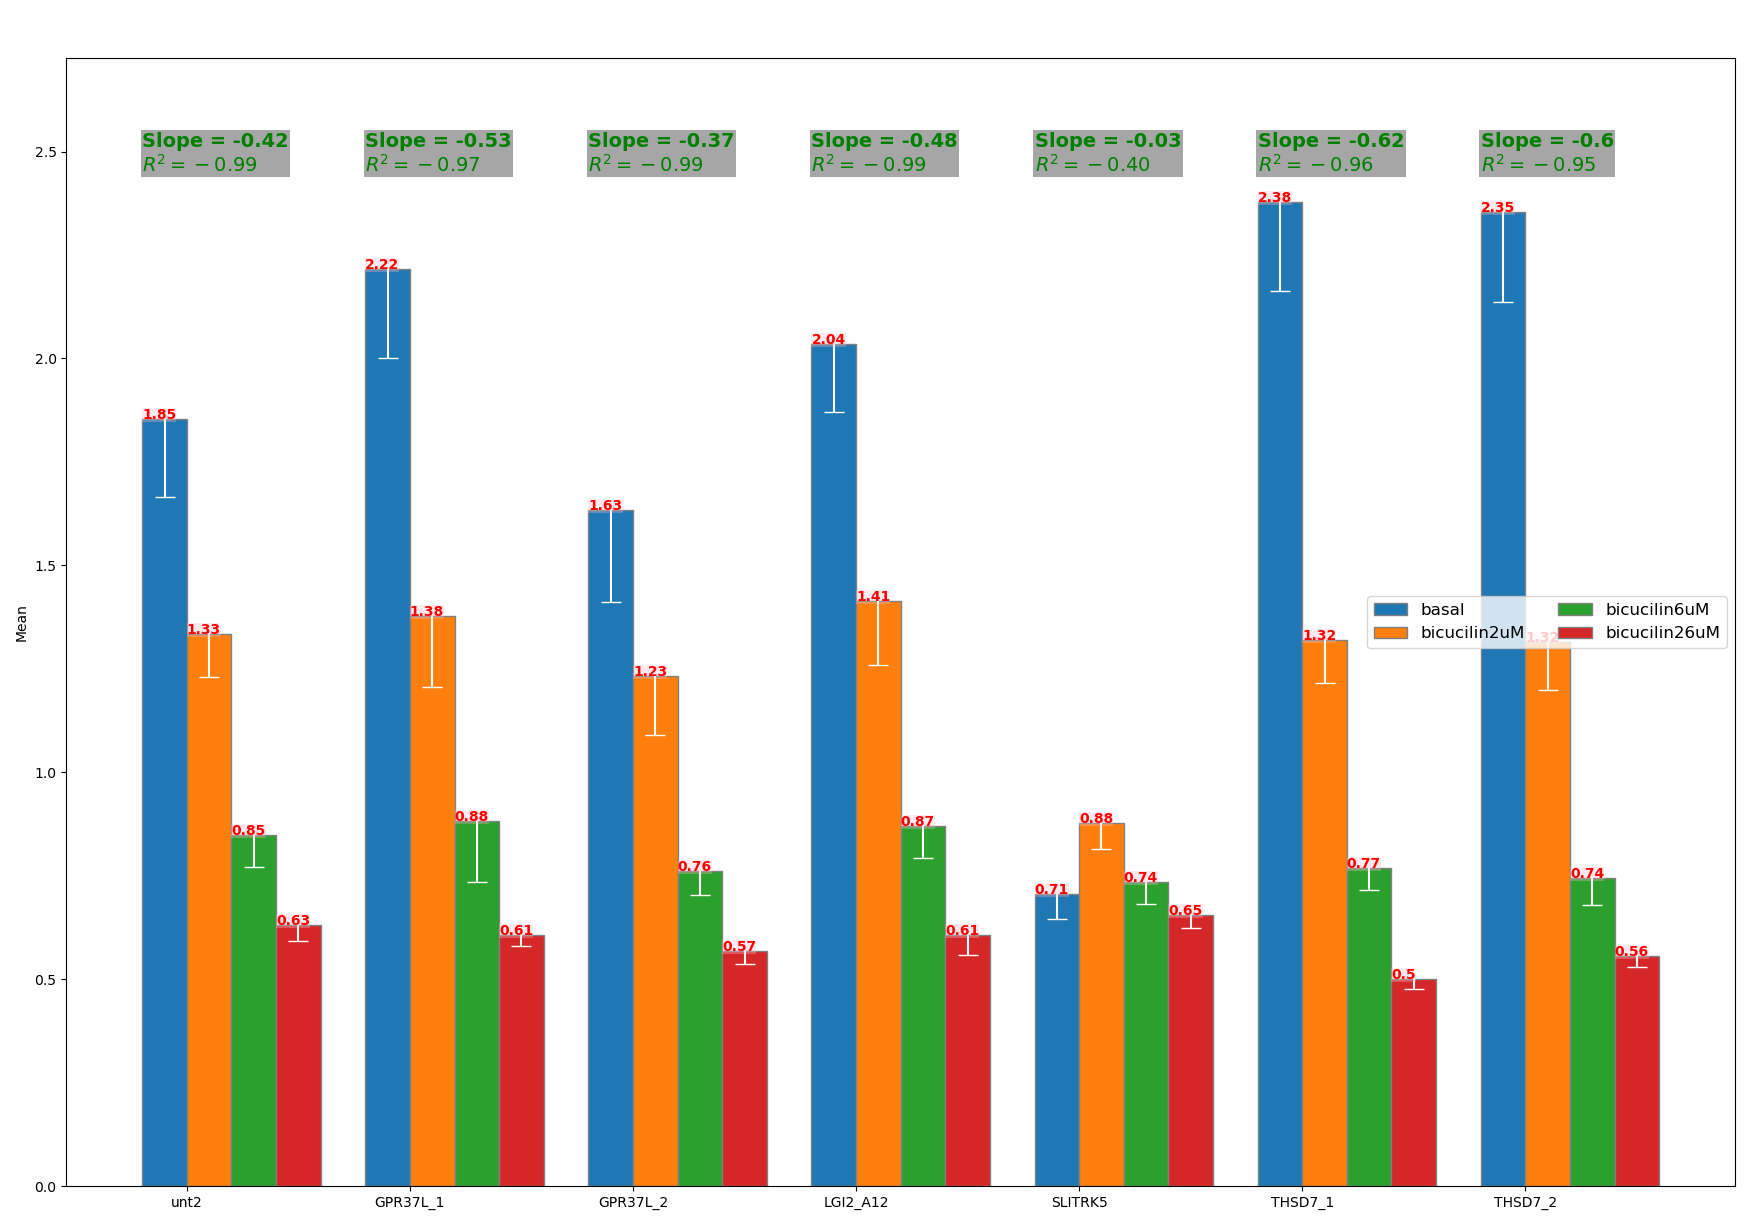 Slope = -0.42
R² = −0.99
Slope = -0.53
R² = −0.97
Slope = -0.37
R² = −0.99
Slope = -0.48
R² = −0.99
Slope = -0.03
R² = −0.40
Slope = -0.62
R² = −0.96
Slope = -0.6
R² = −0.95
2.5
2.0
1.5
1.0
0.5
0.0
Mean
1.85
1.33
0.85
0.63
2.22
1.38
0.88
0.61
1.63
1.23
0.76
0.57
2.04
1.41
0.87
0.61
0.71
0.88
0.74
0.65
2.38
1.32
0.77
0.5
2.35
1.32
0.74
0.56
basal
bicucilin2uM
bicucilin6uM
bicucilin26uM
unt2
GPR37L_1
GPR37L_2
LGI2_A12
SLITRK5
THSD7_1
THSD7_2